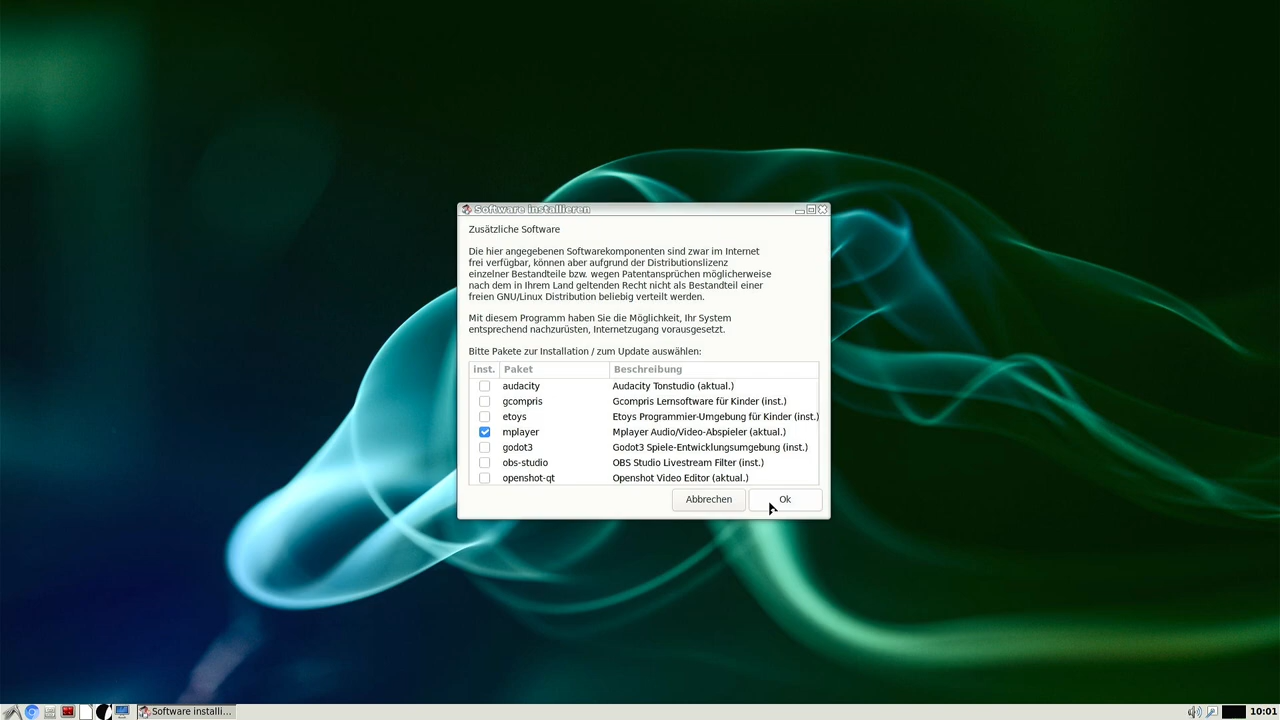 Software installieren
Zusätzliche Software
Die hier angegebenen Softwarekomponenten sind zwar im Internet
frei verfügbar, können aber aufgrund der Distributionslizenz
einzelner Bestandteile bzw. wegen Patentansprüchen möglicherweise
nach dem in Ihrem Land geltenden Recht nicht als Bestandteil einer
freien GNU/Linux Distribution beliebig verteilt werden.
Mit diesem Programm haben Sie die Möglichkeit, Ihr System
entsprechend nachzurüsten, Internetzugang vorausgesetzt.
Bitte Pakete zur Installation / zum Update auswählen:
inst. Paket Beschreibung
audacity Audacity Tonstudio (aktual.)
gcompris Gcompris Lernsoftware für Kinder (inst.)
etoys Etoys Programmier-Umgebung für Kinder (inst.)
mplayer Mplayer Audio/Video-Abspieler (aktual.)
godot3 Godot3 Spiele-Entwicklungsumgebung (inst.)
obs-studio OBS Studio Livestream Filter (inst.)
openshot-qt Openshot Video Editor (aktual.)
Abbrechen Ok
Software installi... 10:01